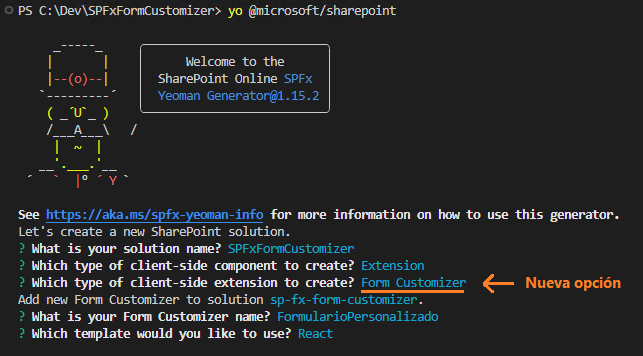 PS C:\Dev\SPFxFormCustomizer> yo @microsoft/sharepoint
Welcome to the
SharePoint Online SPFx
Yeoman Generator@1.15.2
See https://aka.ms/spfx-yeoman-info for more information on how to use this generator.
Let's create a new SharePoint solution.
? What is your solution name? SPFxFormCustomizer
? Which type of client-side component to create? Extension
? Which type of client-side extension to create? Form Customizer
Nueva opción
Add new Form Customizer to solution sp-fx-form-customizer.
? What is your Form Customizer name? FormularioPersonalizado
? Which template would you like to use? React